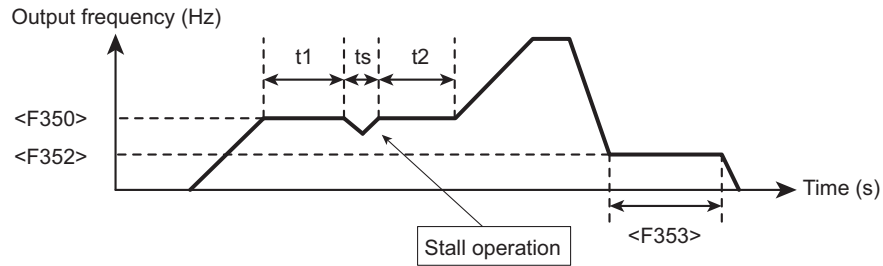 Output frequency (Hz)
t1 ts t2
<F350>
<F352>
Time (s)
<F353>
Stall operation